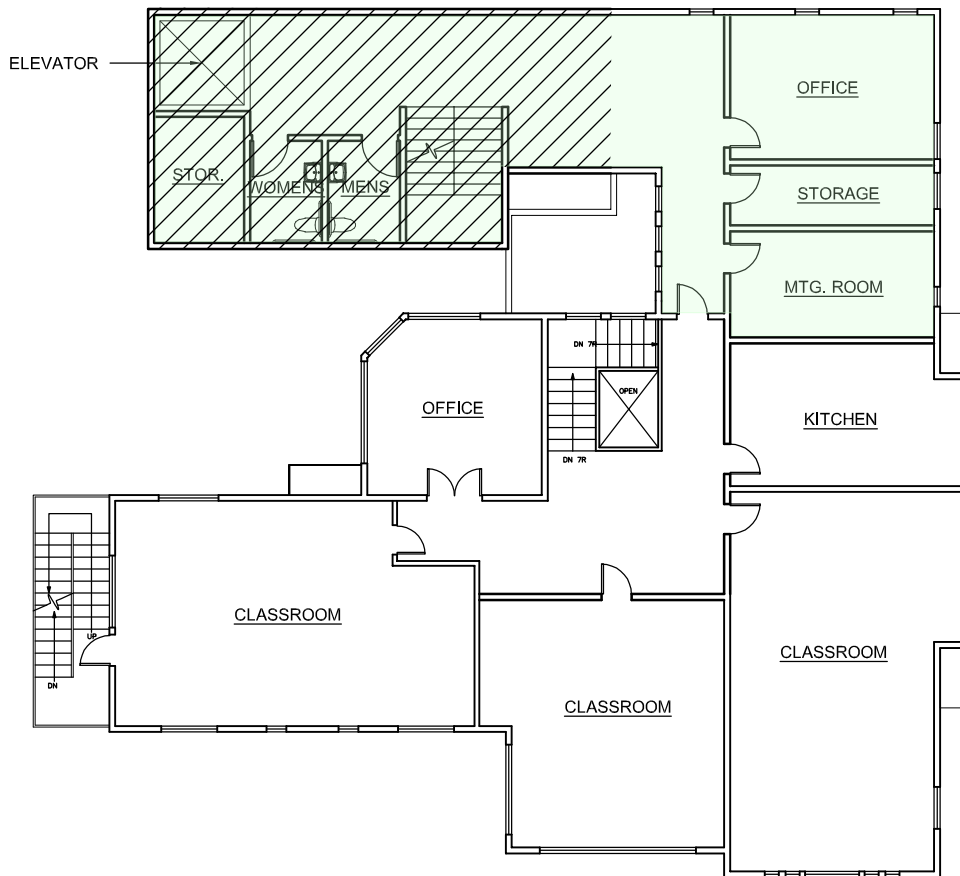 ELEVATOR
OFFICE
STOR.
WOMENS
MENS
STORAGE
MTG. ROOM
DN 7R
OPEN
OFFICE
KITCHEN
DN 7R
CLASSROOM
UP
CLASSROOM
DN
CLASSROOM